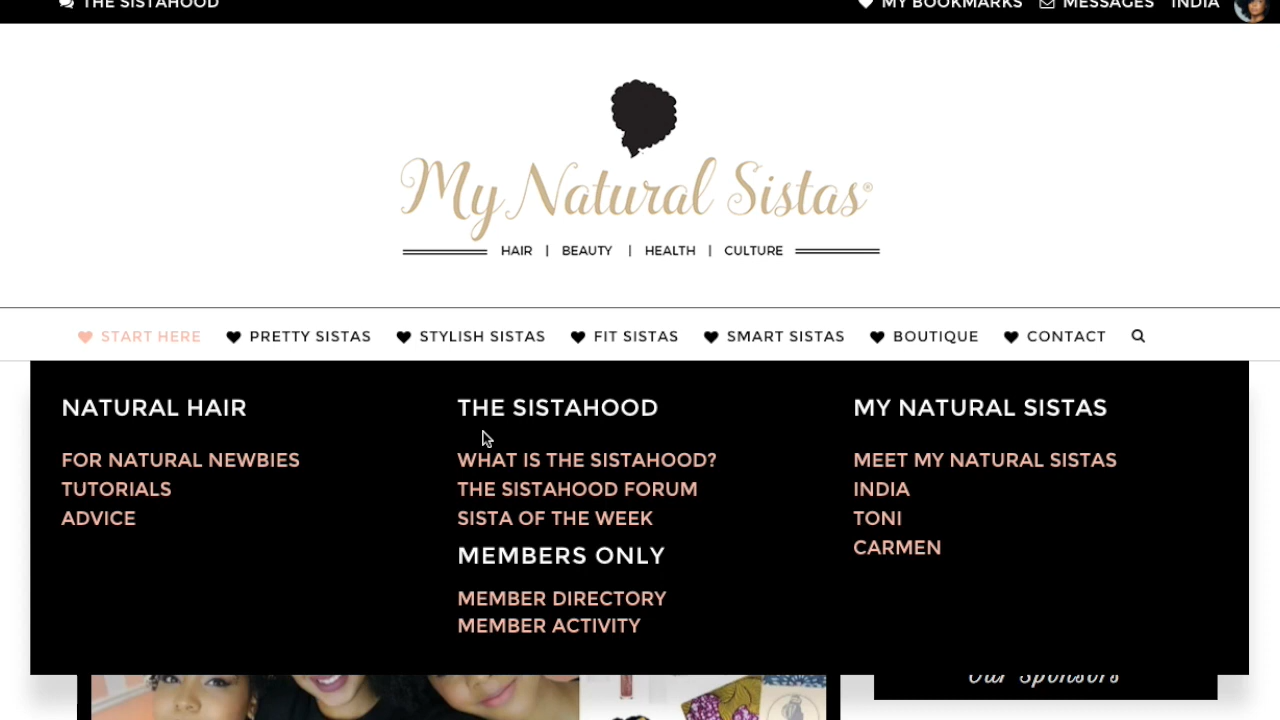 THE SISTAHOOD
MY BOOKMARKS MESSAGES INDIA
My Natural Sistas®
HAIR | BEAUTY | HEALTH | CULTURE
START HERE PRETTY SISTAS STYLISH SISTAS FIT SISTAS SMART SISTAS BOUTIQUE CONTACT
NATURAL HAIR
FOR NATURAL NEWBIES
TUTORIALS
ADVICE
THE SISTAHOOD
WHAT IS THE SISTAHOOD?
THE SISTAHOOD FORUM
SISTA OF THE WEEK
MEMBERS ONLY
MEMBER DIRECTORY
MEMBER ACTIVITY
MY NATURAL SISTAS
MEET MY NATURAL SISTAS
INDIA
TONI
CARMEN
Our Sponsors